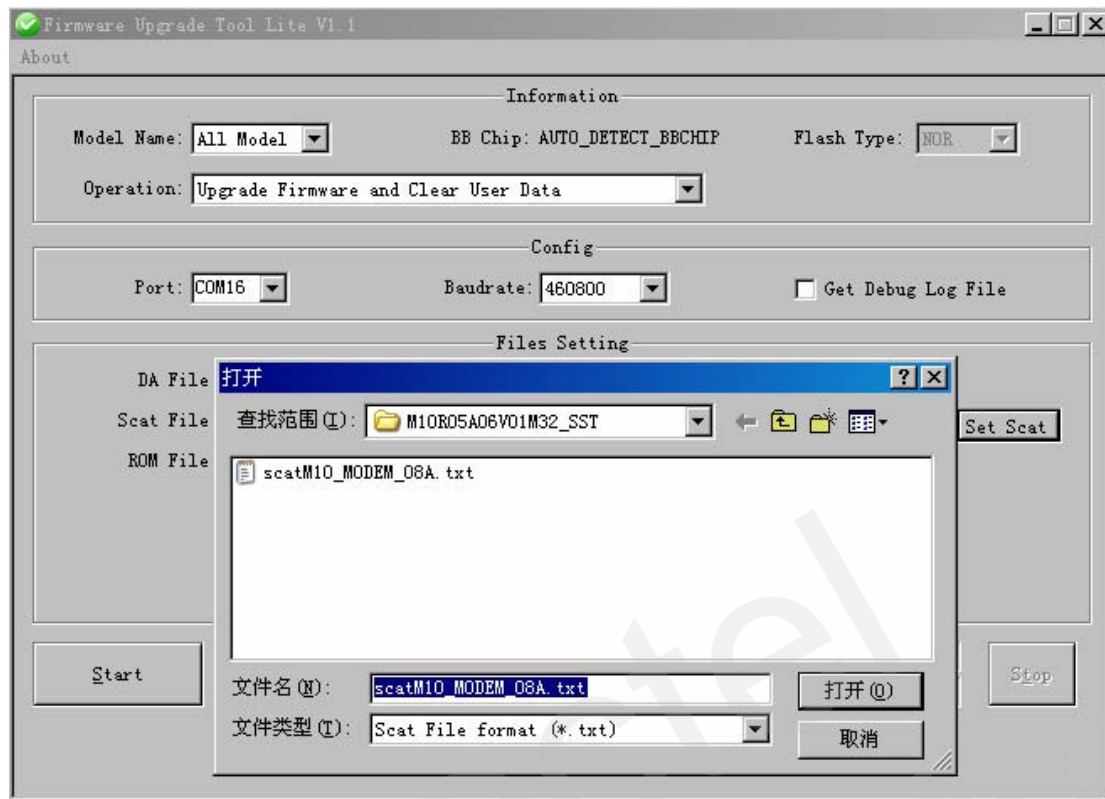 Firmware Upgrade Tool Lite V1.1
About
Information
Model Name: All Model BB Chip: AUTO_DETECT_BBCHIP Flash Type: NOR
Operation: Upgrade Firmware and Clear User Data
Config
Port: COM16 Baudrate: 460800 Get Debug Log File
Files Setting
DA File
Scat File
Set Scat
ROM File
打开
查找范围(I): M10R05A06V01M32_SST
scatM10_MODEM_08A.txt
文件名(N): scatM10_MODEM_08A.txt 打开(O)
文件类型(T): Scat File format (*.txt) 取消
Start Stop